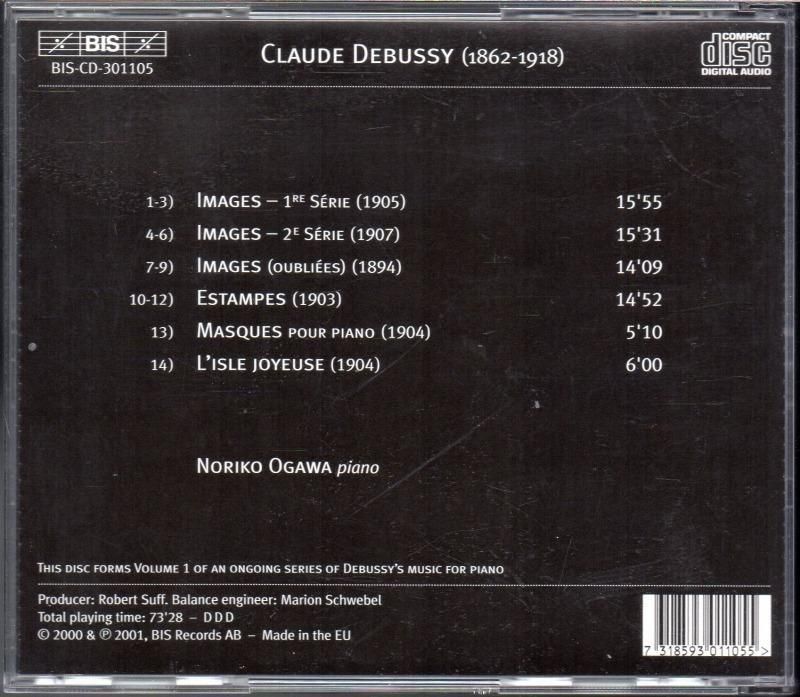 BIS
BIS-CD-301105
CLAUDE DEBUSSY (1862-1918)
COMPACT
disc
DIGITAL AUDIO
1-3) IMAGES – 1RE SÉRIE (1905) 15'55
4-6) IMAGES – 2E SÉRIE (1907) 15'31
7-9) IMAGES (OUBLIÉES) (1894) 14'09
10-12) ESTAMPES (1903) 14'52
13) MASQUES POUR PIANO (1904) 5'10
14) L'ISLE JOYEUSE (1904) 6'00
NORIKO OGAWA piano
THIS DISC FORMS VOLUME 1 OF AN ONGOING SERIES OF DEBUSSY'S MUSIC FOR PIANO
Producer: Robert Suff. Balance engineer: Marion Schwebel
Total playing time: 73'28 – D D D
© 2000 & ℗ 2001, BIS Records AB – Made in the EU
7 318593 011055 >